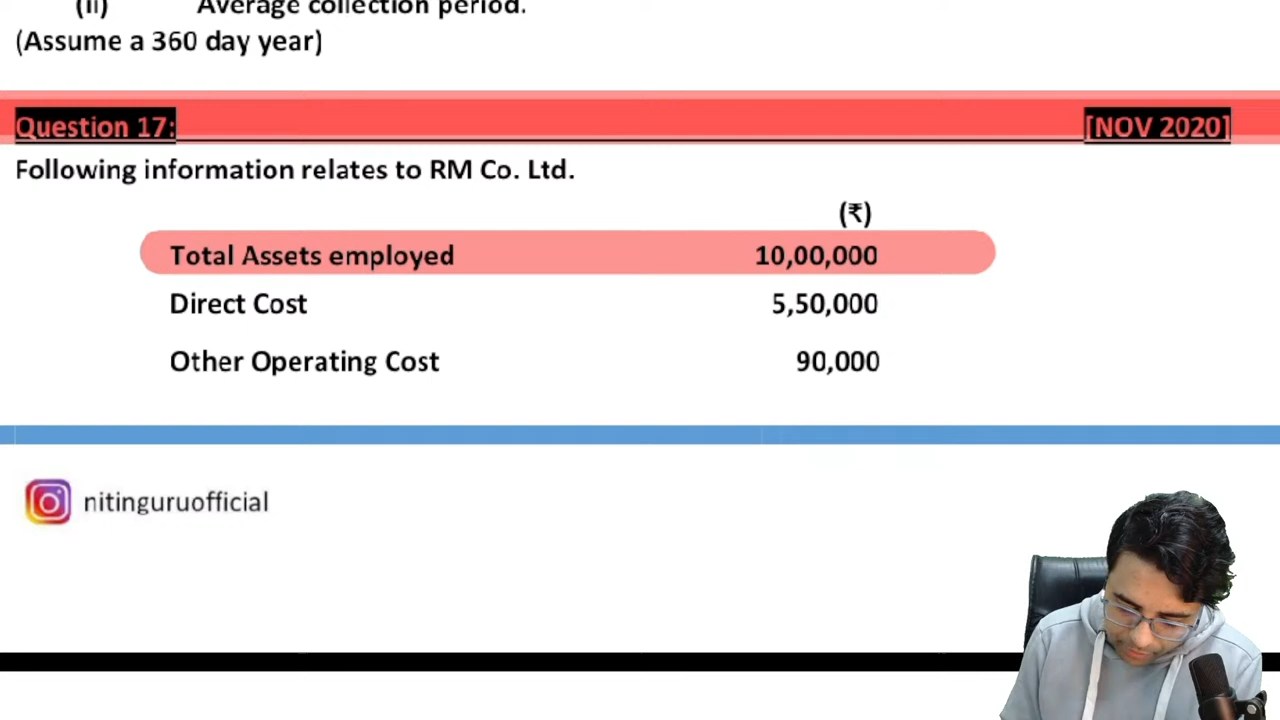 (ii) Average collection period.
(Assume a 360 day year)
Question 17: [NOV 2020]
Following information relates to RM Co. Ltd.
(₹)
Total Assets employed 10,00,000
Direct Cost 5,50,000
Other Operating Cost 90,000
nitinguruofficial